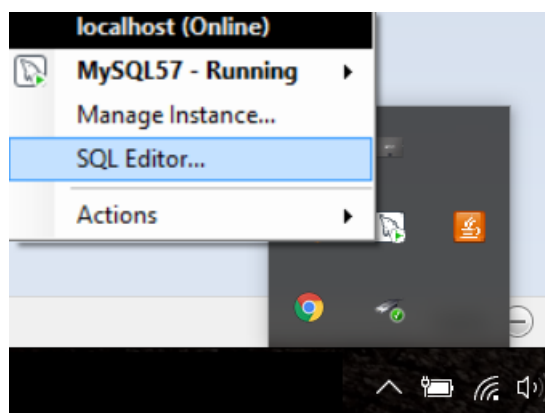 localhost (Online)
MySQL57 - Running
Manage Instance...
SQL Editor...
Actions